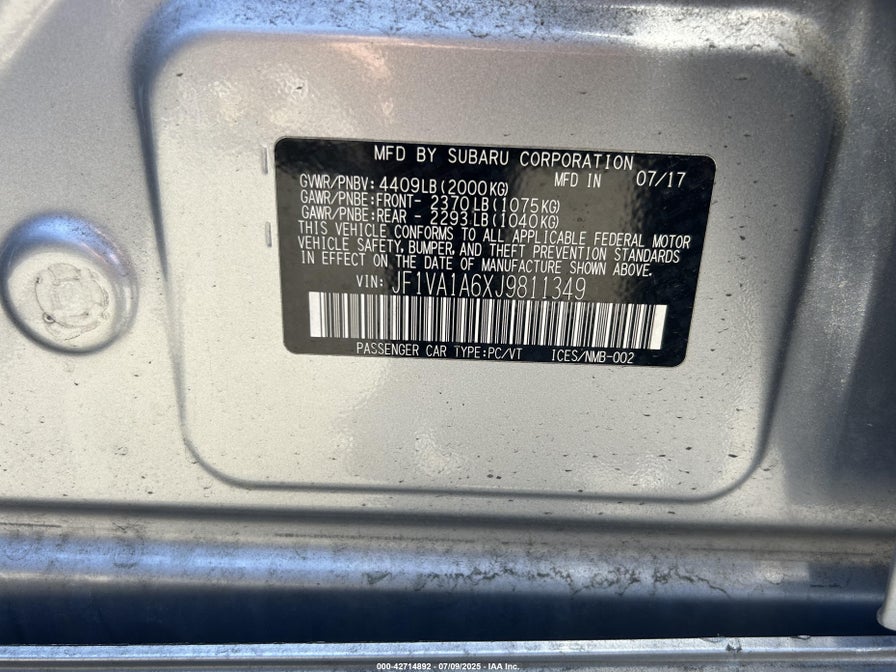 MFD BY SUBARU CORPORATION
GVWR/PNBV: 4409LB(2000KG) MFD IN 07/17
GAWR/PNBE:FRONT- 2370LB(1075KG)
GAWR/PNBE:REAR - 2293LB(1040KG)
THIS VEHICLE CONFORMS TO ALL APPLICABLE FEDERAL MOTOR
VEHICLE SAFETY, BUMPER, AND THEFT PREVENTION STANDARDS
IN EFFECT ON THE DATE OF MANUFACTURE SHOWN ABOVE.
VIN: JF1VA1A6XJ9811349
PASSENGER CAR TYPE:PC/VT ICES/NMB-002
000-42714892 | 07/09/2025 - IAA Inc.